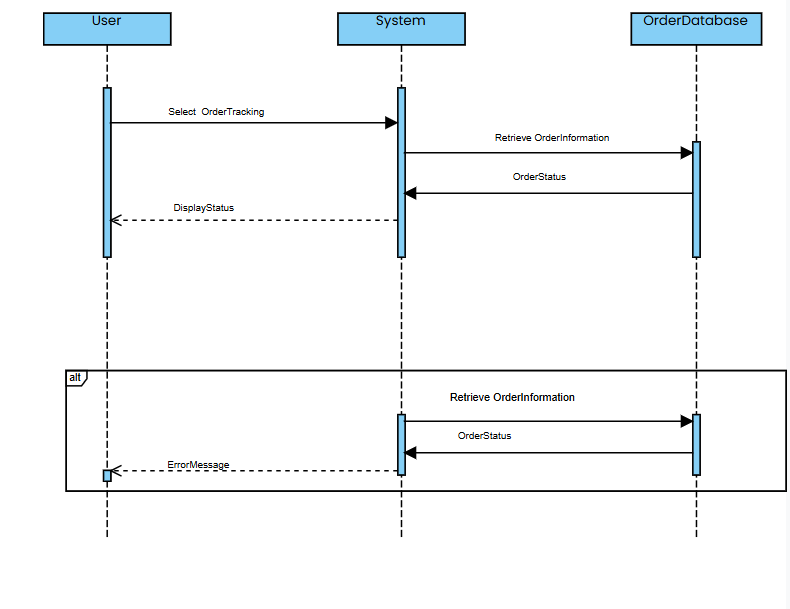 User
System
OrderDatabase
Select OrderTracking
Retrieve OrderInformation
OrderStatus
DisplayStatus
alt
Retrieve OrderInformation
OrderStatus
ErrorMessage